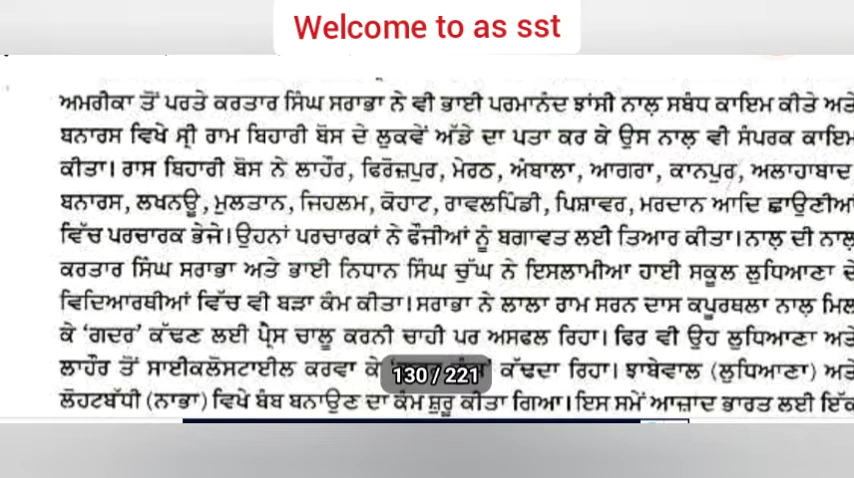 Welcome to as sst
ਅਮਰੀਕਾ ਤੋਂ ਪਰਤੇ ਕਰਤਾਰ ਸਿੰਘ ਸਰਾਭਾ ਨੇ ਵੀ ਭਾਈ ਪਰਮਾਨੰਦ ਝਾਂਸੀ ਨਾਲ਼ ਸਬੰਧ ਕਾਇਮ ਕੀਤੇ ਅਤੇ
ਬਨਾਰਸ ਵਿਖੇ ਸ੍ਰੀ ਰਾਮ ਬਿਹਾਰੀ ਬੋਸ ਦੇ ਲੁਕਵੇਂ ਅੱਡੇ ਦਾ ਪਤਾ ਕਰ ਕੇ ਉਸ ਨਾਲ਼ ਵੀ ਸੰਪਰਕ ਕਾਇਮ
ਕੀਤਾ। ਰਾਸ ਬਿਹਾਰੀ ਬੋਸ ਨੇ ਲਾਹੌਰ, ਫਿਰੋਜ਼ਪੁਰ, ਮੇਰਠ, ਅੰਬਾਲਾ, ਆਗਰਾ, ਕਾਨਪੁਰ, ਅਲਾਹਾਬਾਦ
ਬਨਾਰਸ, ਲਖਨਊ, ਮੁਲਤਾਨ, ਜਿਹਲਮ, ਕੋਹਾਟ, ਰਾਵਲਪਿੰਡੀ, ਪਿਸ਼ਾਵਰ, ਮਰਦਾਨ ਆਦਿ ਛਾਉਣੀਆਂ
ਵਿੱਚ ਪਰਚਾਰਕ ਭੇਜੇ। ਉਹਨਾਂ ਪਰਚਾਰਕਾਂ ਨੇ ਫੌਜੀਆਂ ਨੂੰ ਬਗਾਵਤ ਲਈ ਤਿਆਰ ਕੀਤਾ। ਨਾਲ਼ ਦੀ ਨਾਲ਼
ਕਰਤਾਰ ਸਿੰਘ ਸਰਾਭਾ ਅਤੇ ਭਾਈ ਨਿਧਾਨ ਸਿੰਘ ਚੁੱਘ ਨੇ ਇਸਲਾਮੀਆ ਹਾਈ ਸਕੂਲ ਲੁਧਿਆਣਾ ਦੇ
ਵਿਦਿਆਰਥੀਆਂ ਵਿੱਚ ਵੀ ਬੜਾ ਕੰਮ ਕੀਤਾ। ਸਰਾਭਾ ਨੇ ਲਾਲਾ ਰਾਮ ਸਰਨ ਦਾਸ ਕਪੂਰਥਲਾ ਨਾਲ਼ ਮਿਲ
ਕੇ ‘ਗਦਰ’ ਕੱਢਣ ਲਈ ਪ੍ਰੈਸ ਚਾਲੂ ਕਰਨੀ ਚਾਹੀ ਪਰ ਅਸਫਲ ਰਿਹਾ। ਫਿਰ ਵੀ ਉਹ ਲੁਧਿਆਣਾ ਅਤੇ
ਲਾਹੌਰ ਤੋਂ ਸਾਈਕਲੋਸਟਾਈਲ ਕਰਵਾ ਕੇ ਕੱਢਦਾ ਰਿਹਾ। ਝਾਬੇਵਾਲ (ਲੁਧਿਆਣਾ) ਅਤੇ
130 / 221
ਲੋਹਟਬੱਧੀ (ਨਾਭਾ) ਵਿਖੇ ਬੰਬ ਬਨਾਉਣ ਦਾ ਕੰਮ ਸ਼ੁਰੂ ਕੀਤਾ ਗਿਆ। ਇਸ ਸਮੇਂ ਆਜ਼ਾਦ ਭਾਰਤ ਲਈ ਇੱਕ